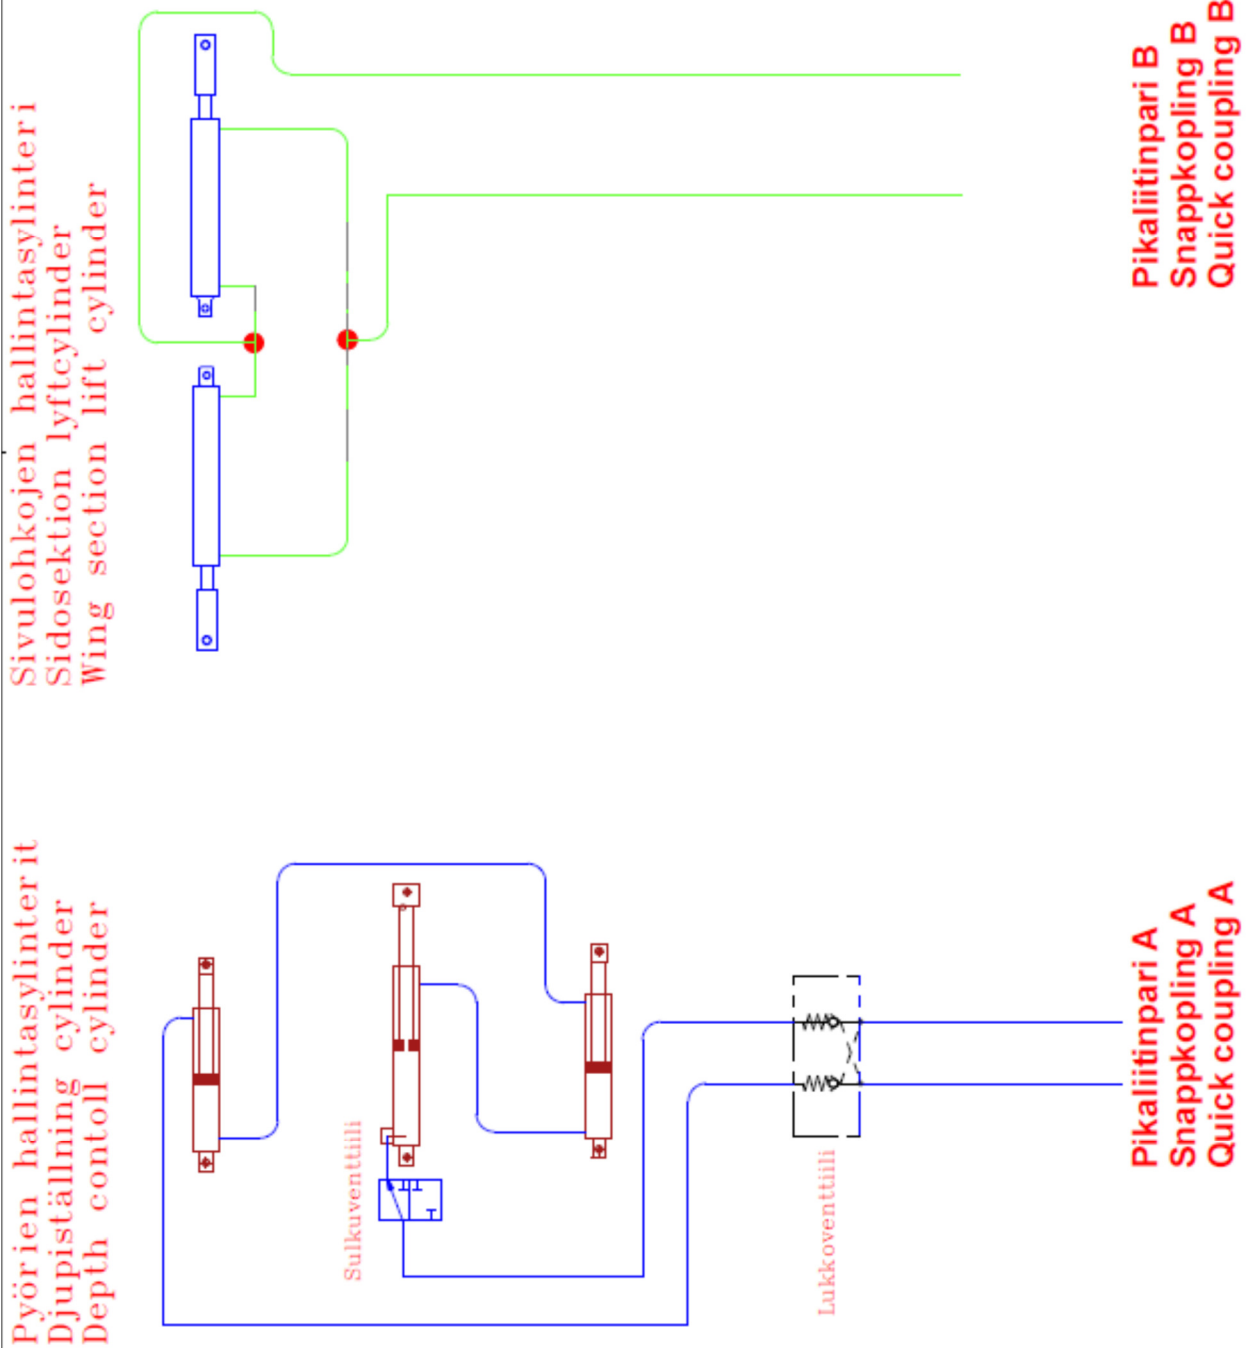 Sivulohkojen hallintasylinteri
Sidosektion lyftcylinder
Wing section lift cylinder
Pikaliitinpari B
Snappkopling B
Quick coupling B
Pyörien hallintasylinterit
Djupiställning cylinder
Depth contoll cylinder
Sulkuventtiili
Lukkoventtiili
Pikaliitinpari A
Snappkopling A
Quick coupling A